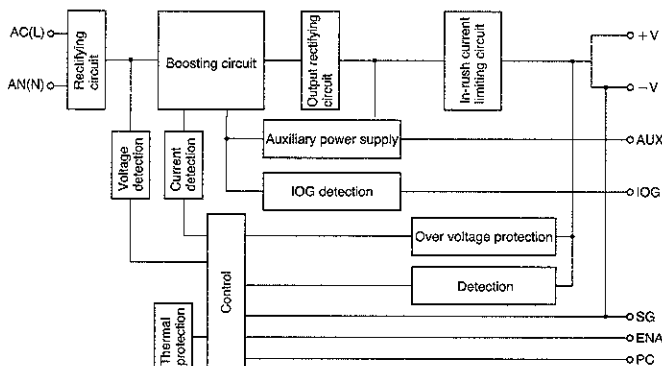 AC(L)
AN(N)
Rectifying
circuit
Boosting circuit
Output rectifying
circuit
In-rush current
limiting circuit
+V
−V
Voltage
detection
Current
detection
Auxiliary power supply
AUX
IOG detection
IOG
Over voltage protection
Control
Detection
Thermal
protection
SG
ENA
PC